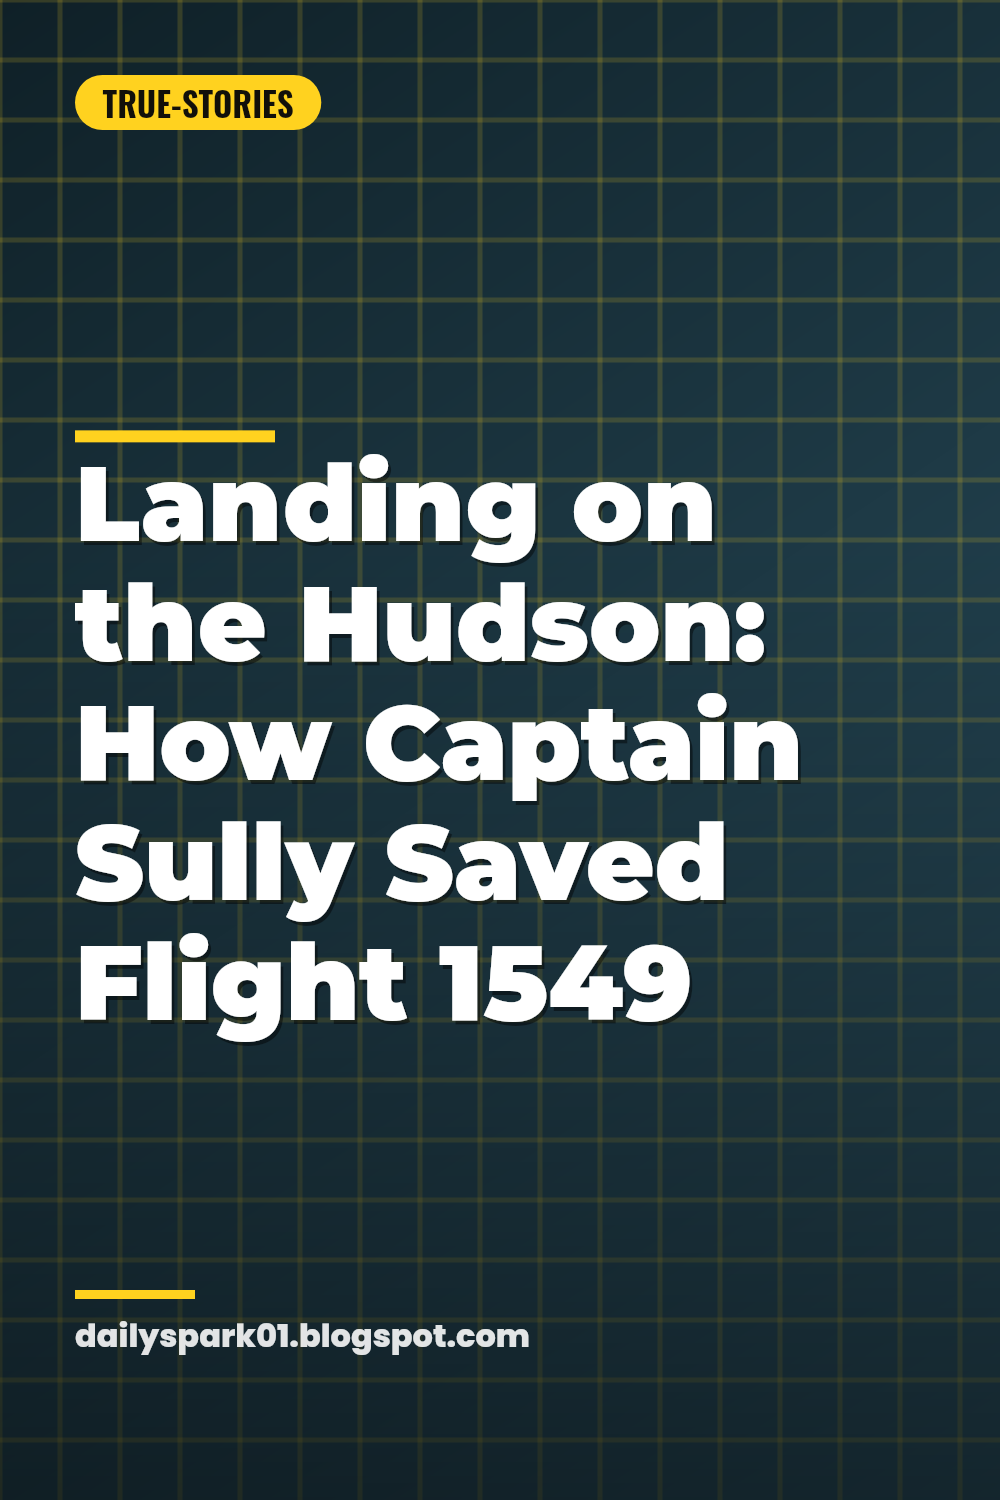 TRUE-STORIES
Landing on
the Hudson:
How Captain
Sully Saved
Flight 1549
dailyspark01.blogspot.com